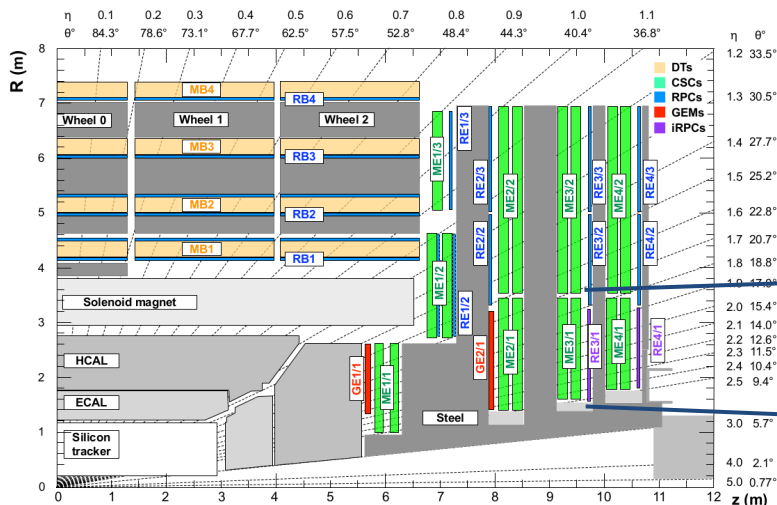 η 0.1 0.2 0.3 0.4 0.5 0.6 0.7 0.8 0.9 1.0 1.1 η θ°
θ° 84.3° 78.6° 73.1° 67.7° 62.5° 57.5° 52.8° 48.4° 44.3° 40.4° 36.8°
R (m)
8
7
6
5
4
3
2
1
0
1.2 33.5°
1.3 30.5°
1.4 27.7°
1.5 25.2°
1.6 22.8°
1.7 20.7°
1.8 18.8°
2.0 15.4°
2.1 14.0°
2.2 12.6°
2.3 11.5°
2.4 10.4°
2.5 9.4°
3.0 5.7°
4.0 2.1°
5.0 0.77°
DTs
CSCs
RPCs
GEMs
iRPCs
MB4
RB4
Wheel 0
Wheel 1
Wheel 2
MB3
RB3
MB2
RB2
MB1
RB1
Solenoid magnet
HCAL
ECAL
Silicon
tracker
Steel
ME1/3
RE1/3
ME1/2
RE1/2
GE1/1
ME1/1
RE2/3
RE2/2
ME2/2
GE2/1
ME2/1
ME3/2
RE3/3
RE3/2
ME3/1
RE3/1
ME4/2
RE4/3
RE4/2
ME4/1
RE4/1
0 1 2 3 4 5 6 7 8 9 10 11 12
z (m)